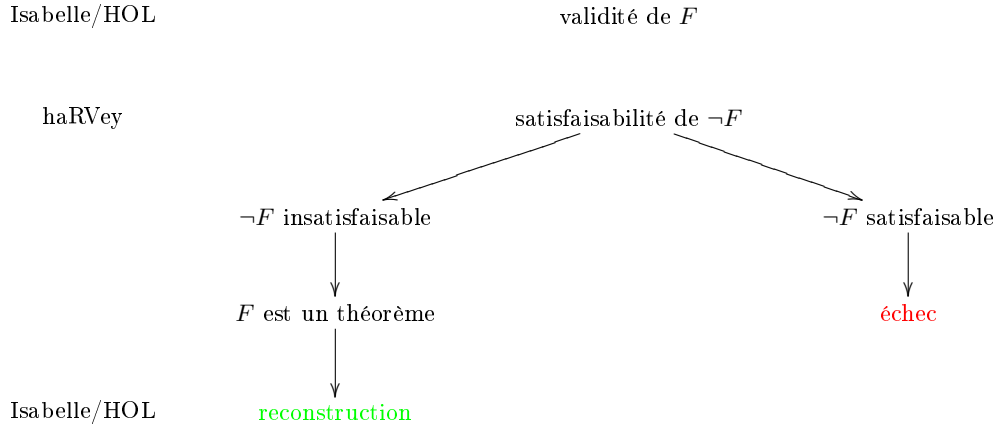 Isabelle/HOL validité de F
haRVey satisfaisabilité de ¬F
¬F insatisfaisable ¬F satisfaisable
F est un théorème échec
Isabelle/HOL reconstruction